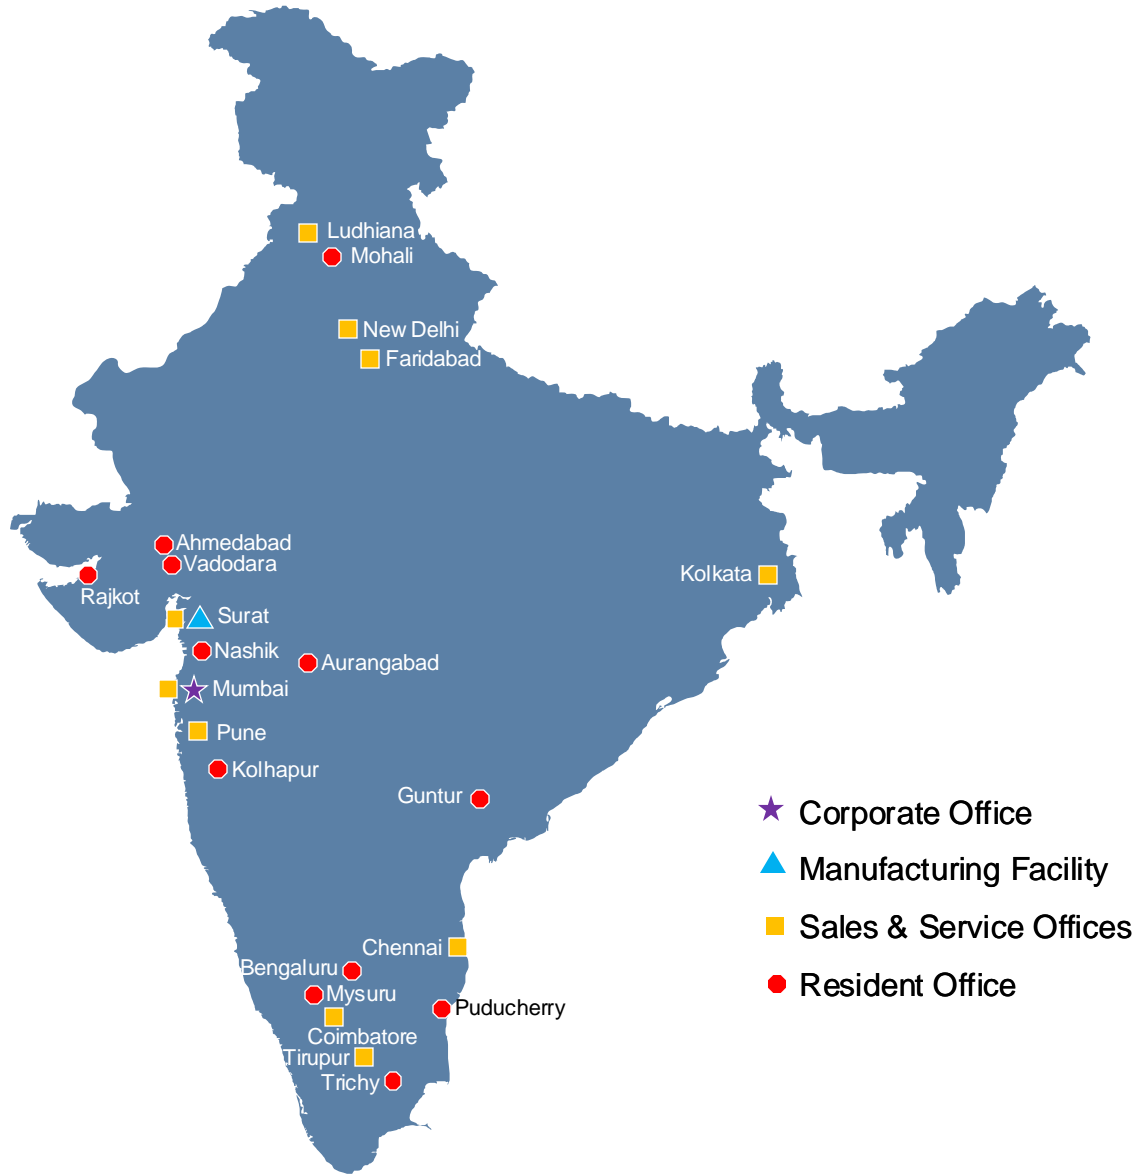 Ludhiana
Mohali
New Delhi
Faridabad
Ahmedabad
Vadodara
Kolkata
Rajkot
Surat
Nashik
Aurangabad
Mumbai
Pune
Kolhapur
Guntur
Corporate Office
Manufacturing Facility
Sales & Service Offices
Chennai
Bengaluru
Resident Office
Mysuru
Puducherry
Coimbatore
Tirupur
Trichy